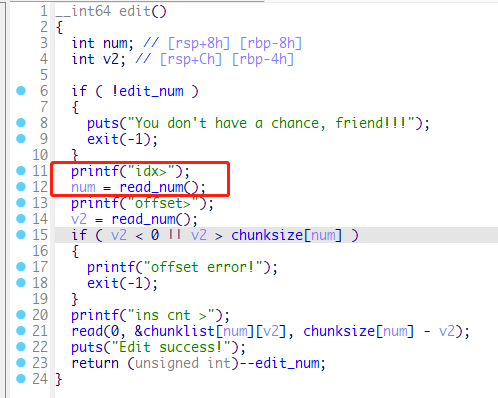 1 __int64 edit()
2 {
3 int num; // [rsp+8h] [rbp-8h]
4 int v2; // [rsp+Ch] [rbp-4h]
5
6 if ( !edit_num )
7 {
8 puts("You don't have a chance, friend!!!");
9 exit(-1);
10 }
11 printf("idx>");
12 num = read_num();
13 printf("offset>");
14 v2 = read_num();
15 if ( v2 < 0 || v2 > chunksize[num] )
16 {
17 printf("offset error!");
18 exit(-1);
19 }
20 printf("ins cnt >");
21 read(0, &chunklist[num][v2], chunksize[num] - v2);
22 puts("Edit success!");
23 return (unsigned int)--edit_num;
24 }